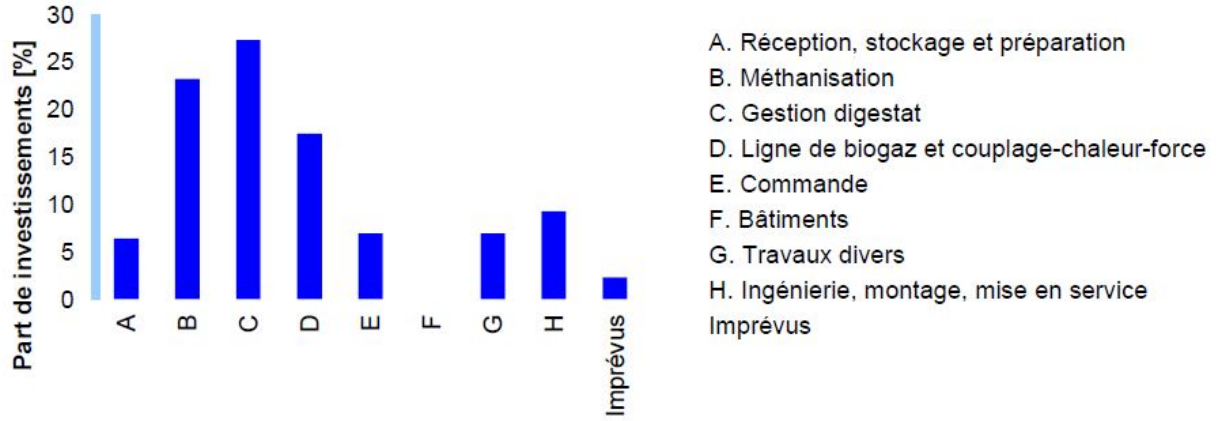 Part de investissements [%]
30
25
20
15
10
5
0
A
B
C
D
E
F
G
H
Imprévus
A. Réception, stockage et préparation
B. Méthanisation
C. Gestion digestat
D. Ligne de biogaz et couplage-chaleur-force
E. Commande
F. Bâtiments
G. Travaux divers
H. Ingénierie, montage, mise en service
Imprévus